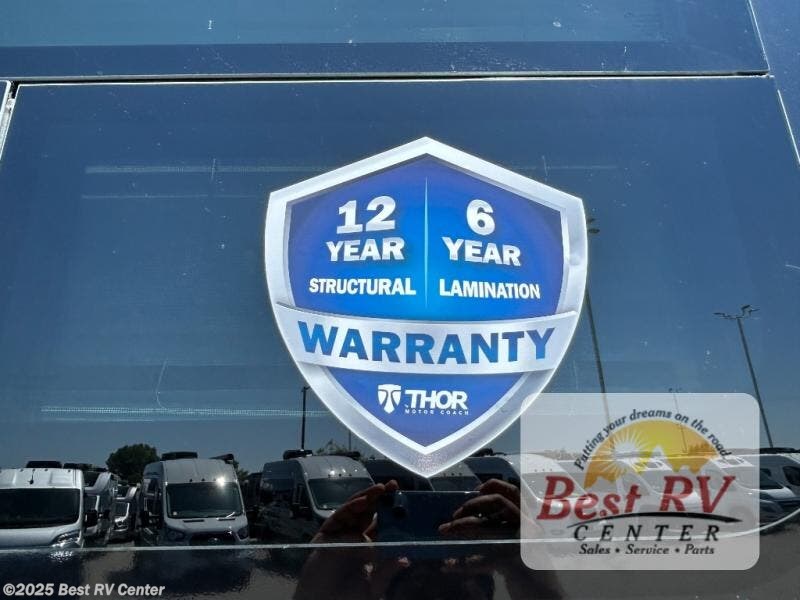 12
YEAR
STRUCTURAL
6
YEAR
LAMINATION
WARRANTY
THOR
MOTOR COACH
Putting your dreams on the road
Best RV
CENTER
Sales • Service • Parts
©2025 Best RV Center